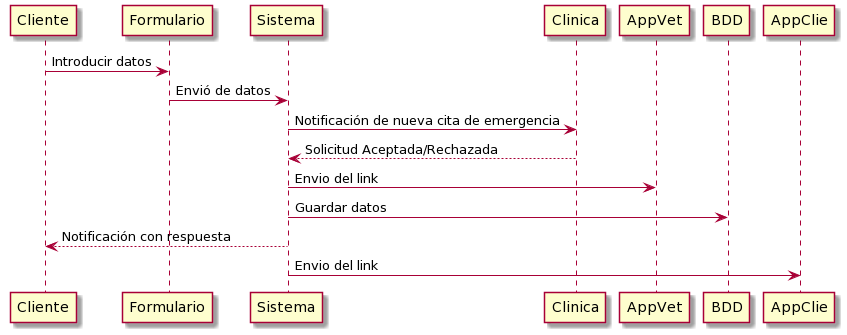 Cliente Formulario Sistema Clinica AppVet BDD AppClie
Introducir datos
Envió de datos
Notificación de nueva cita de emergencia
Solicitud Aceptada/Rechazada
Envio del link
Guardar datos
Notificación con respuesta
Envio del link
Cliente Formulario Sistema Clinica AppVet BDD AppClie